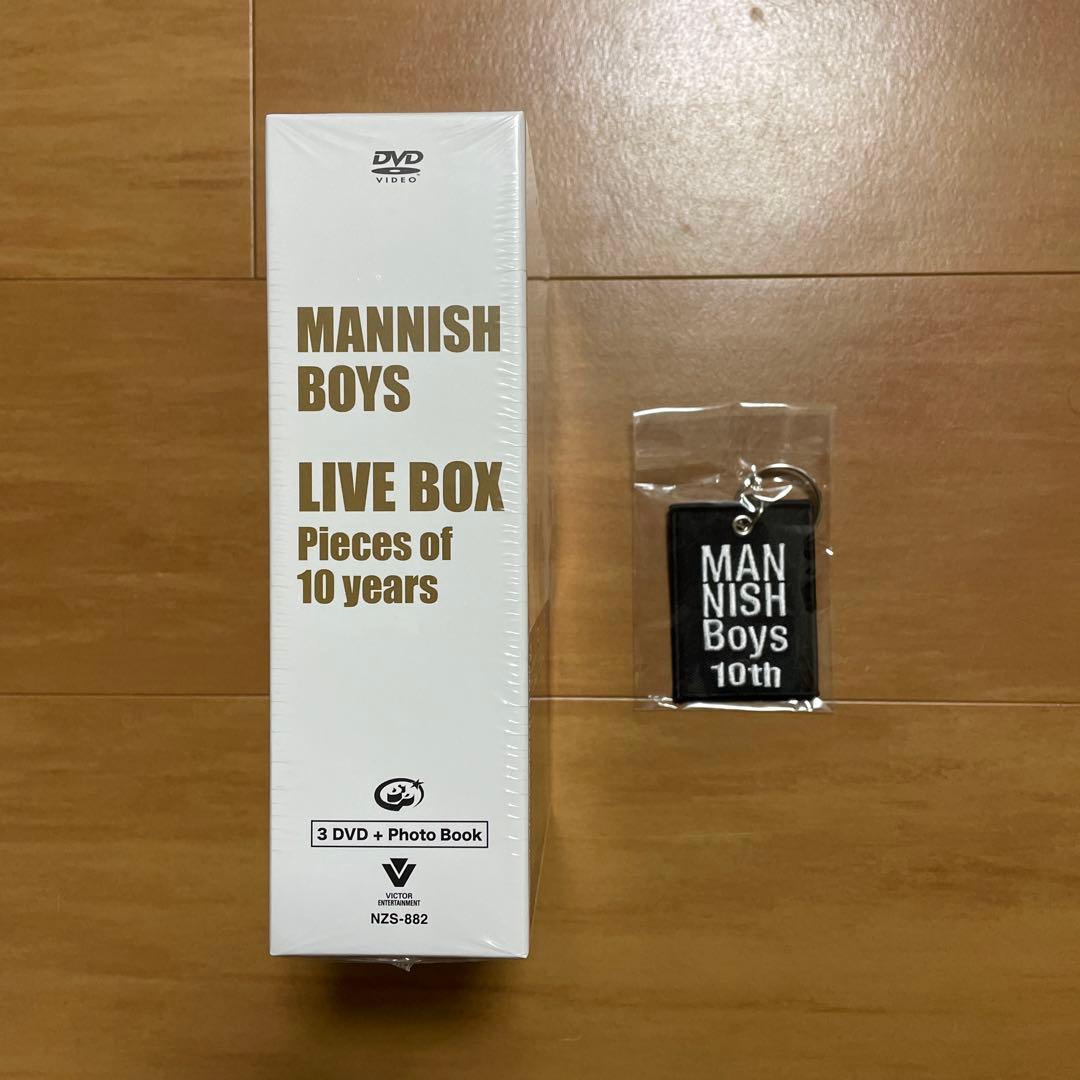 DVD
VIDEO
MANNISH
BOYS
LIVE BOX
Pieces of
10 years
3 DVD + Photo Book
VICTOR
ENTERTAINMENT
NZS-882
MAN
NISH
Boys
10th